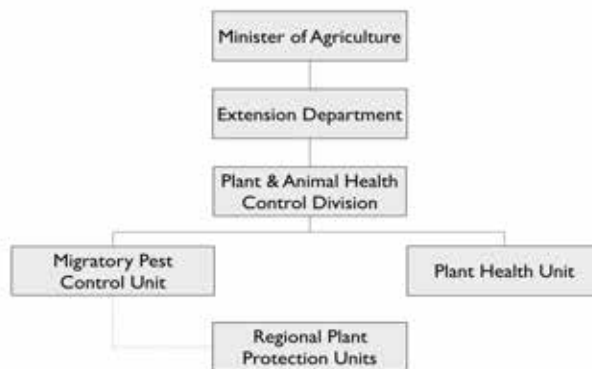 Minister of Agriculture
Extension Department
Plant & Animal Health
Control Division
Migratory Pest
Control Unit
Plant Health Unit
Regional Plant
Protection Units